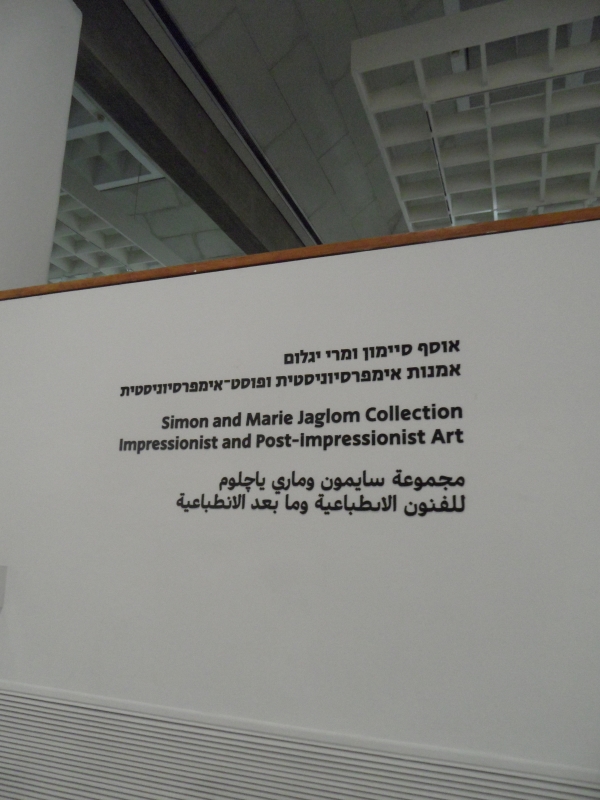 אוסף סיימון ומרי יגלום
אמנות אימפרסיוניסטית ופוסט־אימפרסיוניסטית
Simon and Marie Jaglom Collection
Impressionist and Post-Impressionist Art
مجموعة سايمون وماري ياچلوم
للفنون الانطباعية وما بعد الانطباعية